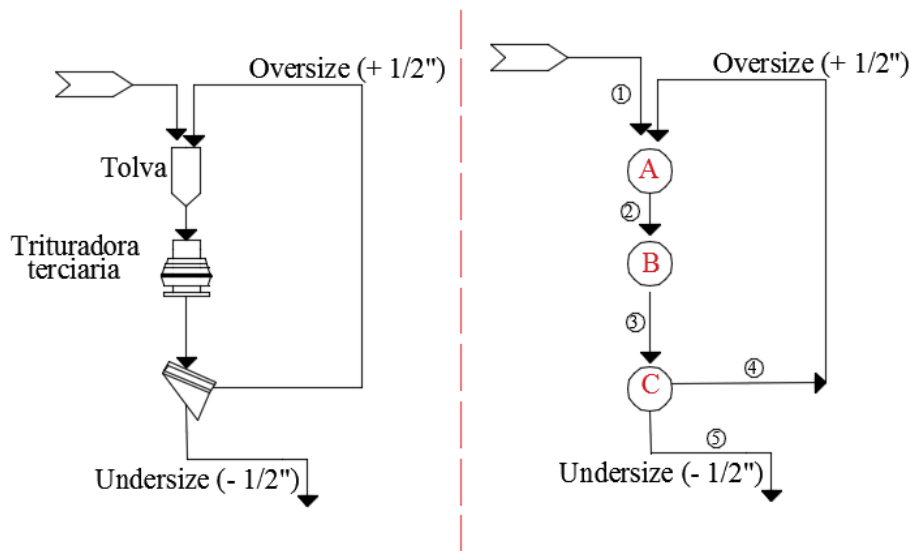 Oversize (+ 1/2")
Tolva
Trituradora
terciaria
Undersize (- 1/2")
Oversize (+ 1/2")
①
A
②
B
③
C
④
⑤
Undersize (- 1/2")